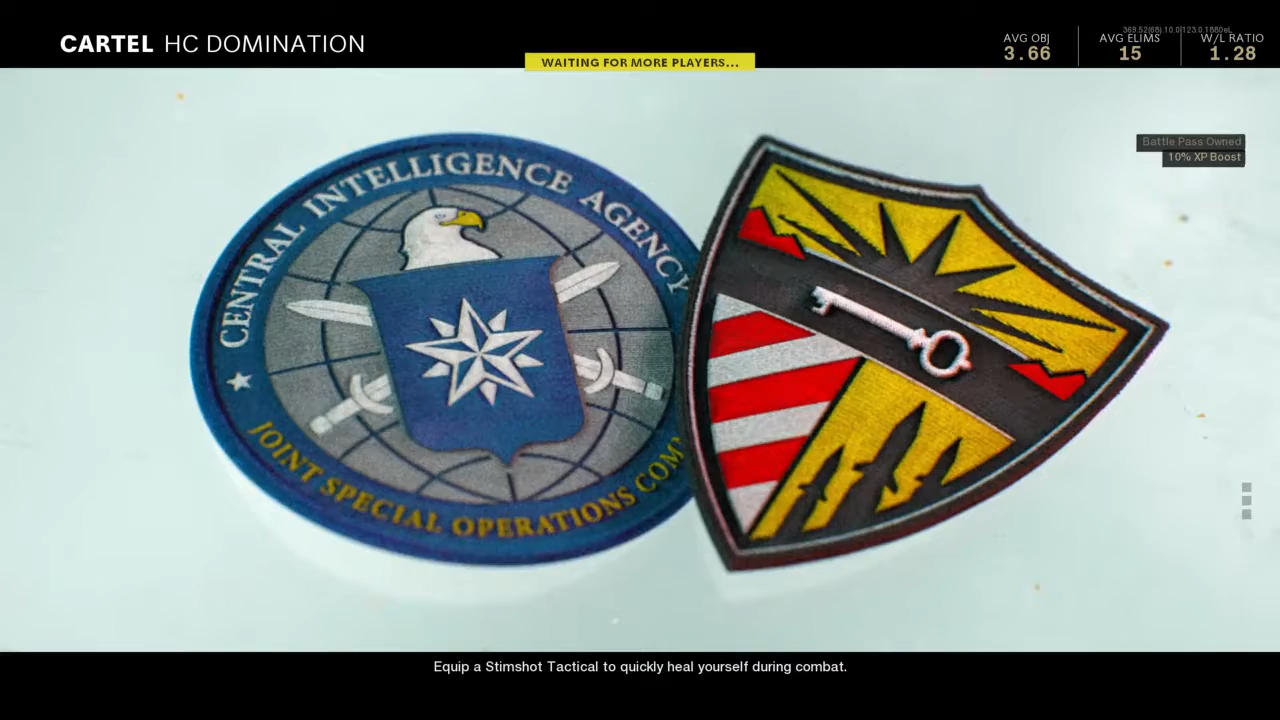 CARTEL HC DOMINATION
WAITING FOR MORE PLAYERS...
AVG OBJ
3.66
AVG ELIMS
15
W/L RATIO
1.28
Battle Pass Owned
10% XP Boost
CENTRAL INTELLIGENCE AGENCY
JOINT SPECIAL OPERATIONS COM
Equip a Stimshot Tactical to quickly heal yourself during combat.